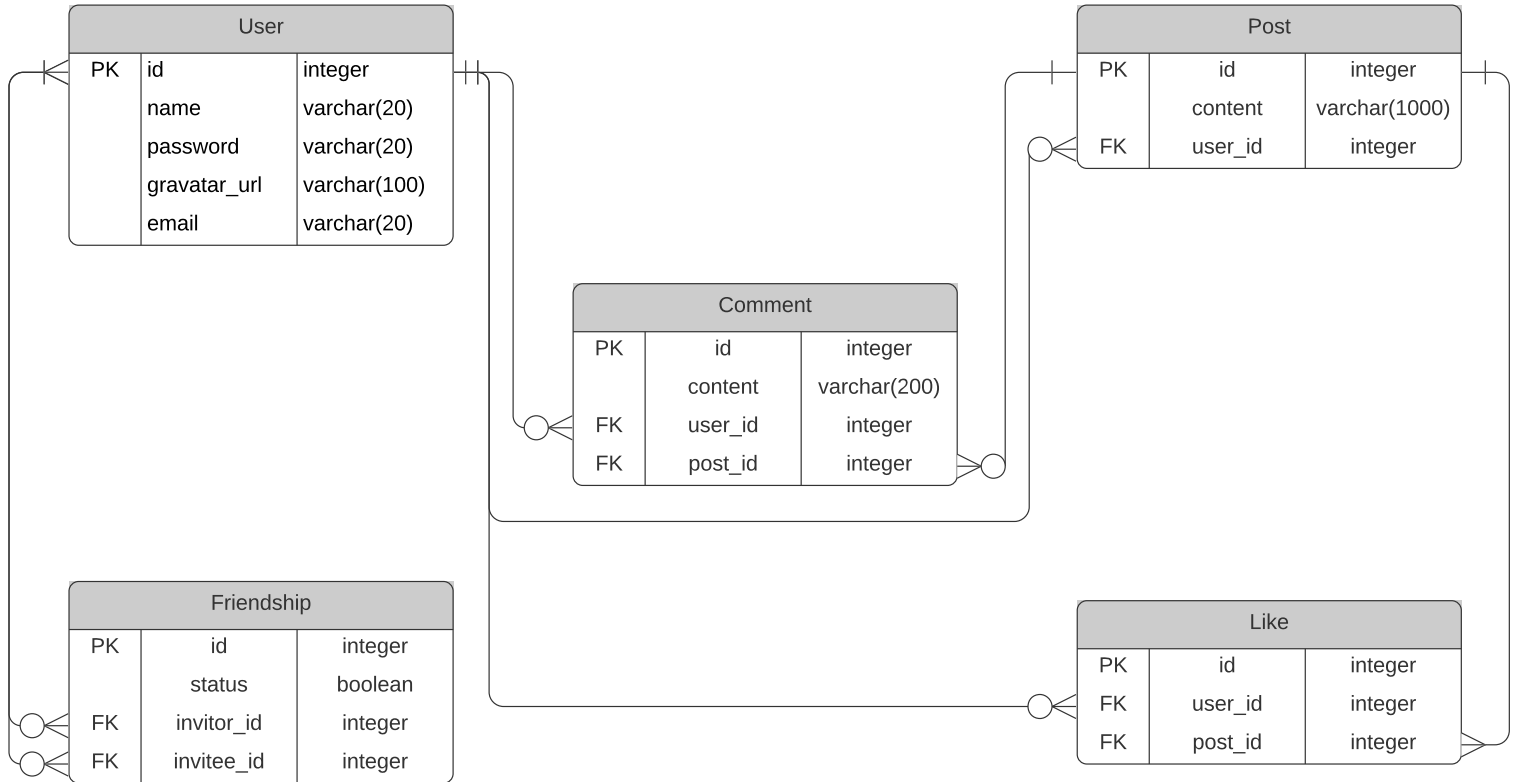 User
PK id integer
name varchar(20)
password varchar(20)
gravatar_url varchar(100)
email varchar(20)
Post
PK id integer
content varchar(1000)
FK user_id integer
Comment
PK id integer
content varchar(200)
FK user_id integer
FK post_id integer
Friendship
PK id integer
status boolean
FK invitor_id integer
FK invitee_id integer
Like
PK id integer
FK user_id integer
FK post_id integer